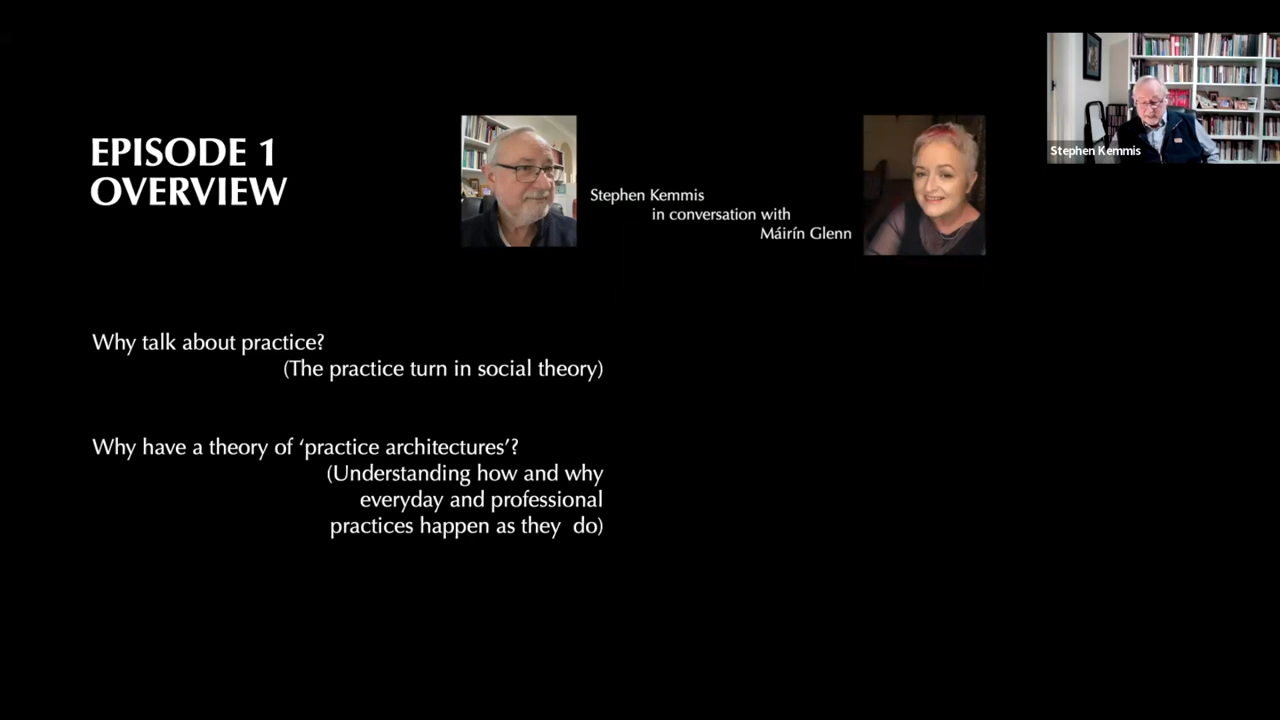 EPISODE 1
OVERVIEW
Stephen Kemmis
in conversation with
Máirín Glenn
Stephen Kemmis
Why talk about practice?
(The practice turn in social theory)
Why have a theory of ‘practice architectures’?
(Understanding how and why
everyday and professional
practices happen as they do)